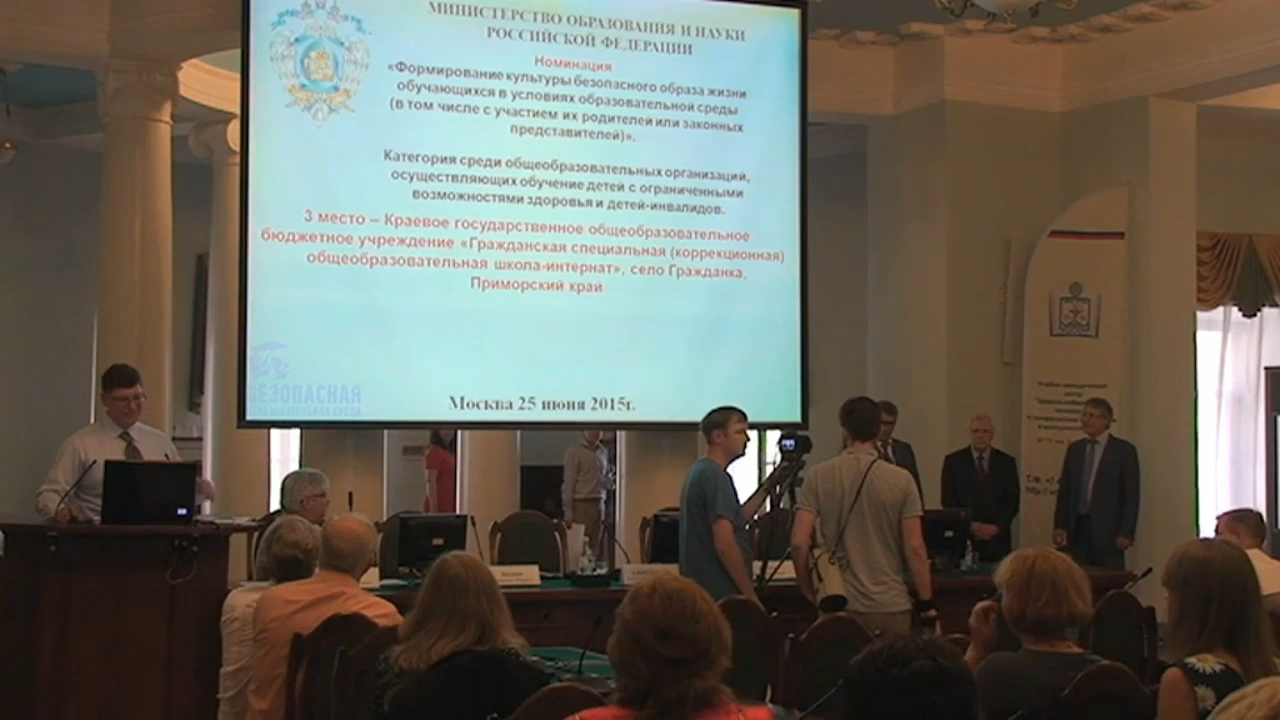 МИНИСТЕРСТВО ОБРАЗОВАНИЯ И НАУКИ
РОССИЙСКОЙ ФЕДЕРАЦИИ
Номинация
«Формирование культуры безопасного образа жизни
обучающихся в условиях образовательной среды
(в том числе с участием их родителей или законных
представителей)».
Категория среди общеобразовательных организаций,
осуществляющих обучение детей с ограниченными
возможностями здоровья и детей-инвалидов.
3 место – Краевое государственное общеобразовательное
бюджетное учреждение «Гражданская специальная (коррекционная)
общеобразовательная школа-интернат», село Гражданка,
Приморский край
БЕЗОПАСНАЯ
ОБРАЗОВАТЕЛЬНАЯ СРЕДА
Москва 25 июня 2015г.